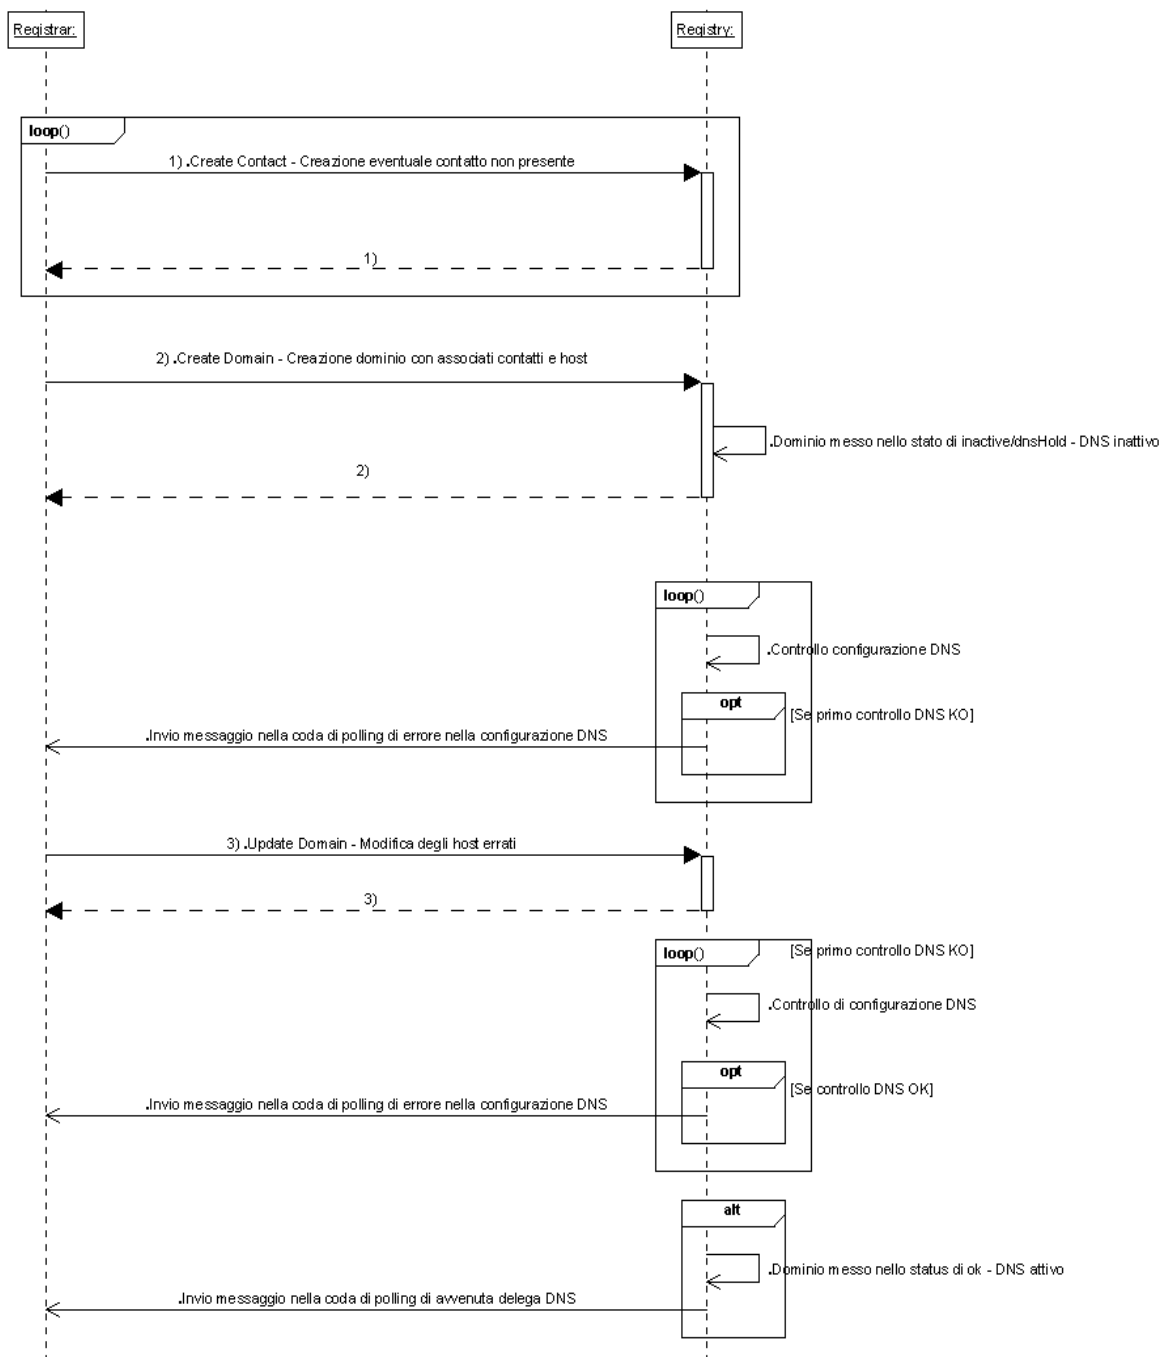 Registrar:
Registry:
loop()
1) .Create Contact - Creazione eventuale contatto non presente
1)
2) .Create Domain - Creazione dominio con associati contatti e host
.Dominio messo nello stato di inactive/dnsHold - DNS inattivo
2)
loop()
.Controllo configurazione DNS
opt
[Se primo controllo DNS KO]
.Invio messaggio nella coda di polling di errore nella configurazione DNS
3) .Update Domain - Modifica degli host errati
3)
loop()
[Se primo controllo DNS KO]
.Controllo di configurazione DNS
opt
[Se controllo DNS OK]
.Invio messaggio nella coda di polling di errore nella configurazione DNS
alt
.Dominio messo nello status di ok - DNS attivo
.Invio messaggio nella coda di polling di avvenuta delega DNS